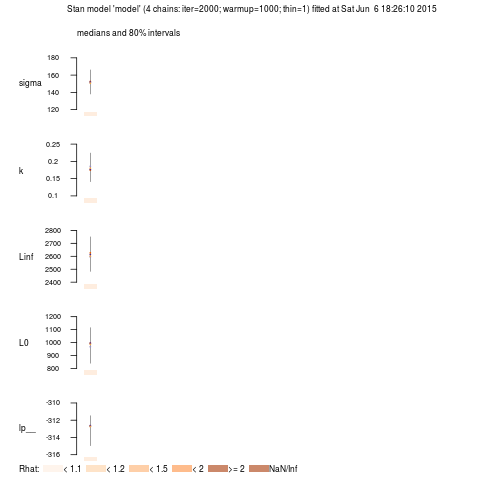 Stan model 'model' (4 chains: iter=2000; warmup=1000; thin=1) fitted at Sat Jun 6 18:26:10 2015
medians and 80% intervals
180
160
sigma
140
120
0.25
0.2
k
0.15
0.1
2800
2700
Linf
2600
2500
2400
1200
1100
1000
L0
900
800
-310
-312
lp__
-314
-316
Rhat: < 1.1 < 1.2 < 1.5 < 2 >= 2 NaN/Inf